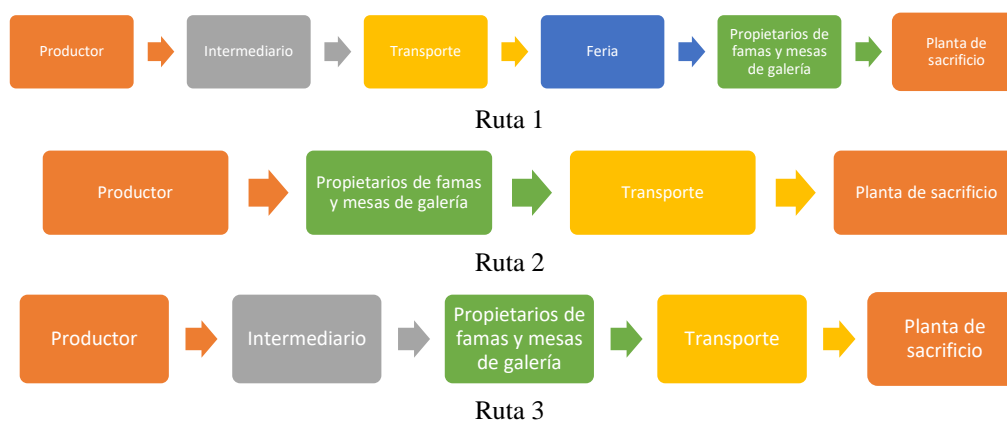 Productor
Intermediario
Transporte
Feria
Propietarios de
famas y mesas
de galería
Planta de
sacrificio
Ruta 1
Productor
Propietarios de famas
y mesas de galería
Transporte
Planta de sacrificio
Ruta 2
Productor
Intermediario
Propietarios de
famas y mesas
de galería
Transporte
Planta de
sacrificio
Ruta 3